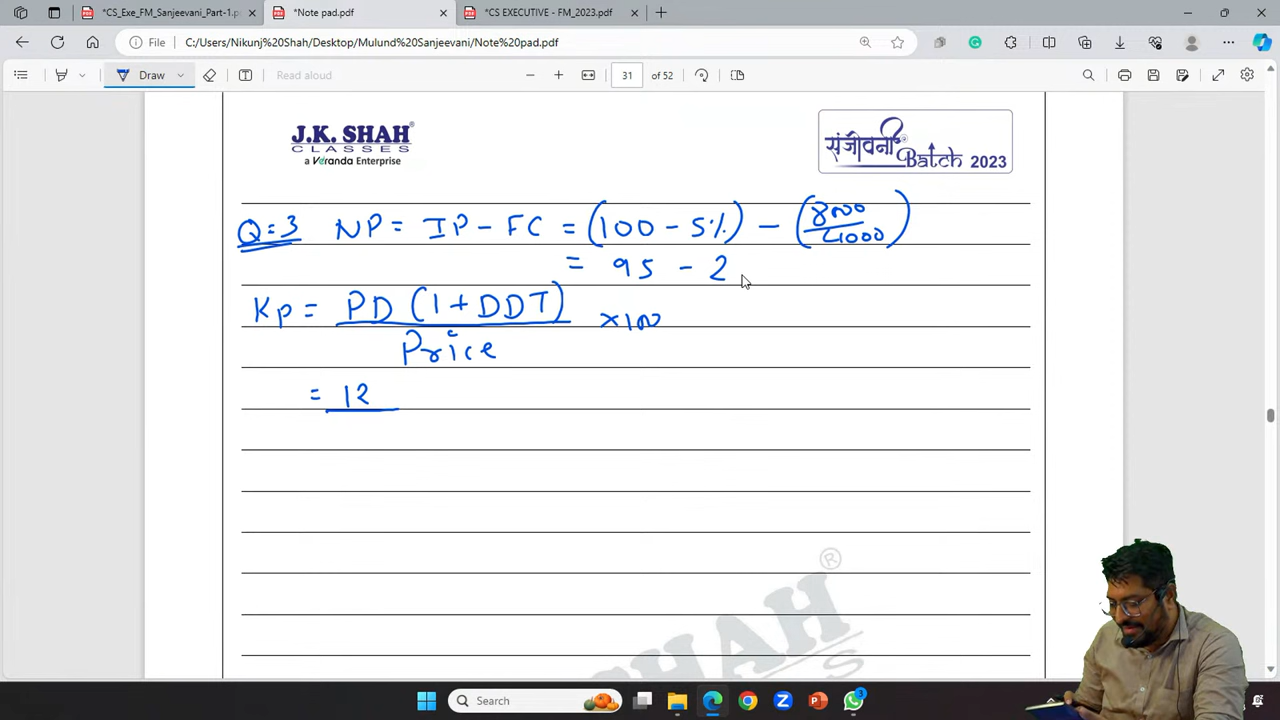 *CS_Exe_FM_Sanjeevani_Part-1.p
*Note pad.pdf
*CS EXECUTIVE - FM_2023.pdf
File
C:/Users/Nikunj%20Shah/Desktop/Mulund%20Sanjeevani/Note%20pad.pdf
Draw
Read aloud
31 of 52
J.K. SHAH®
CLASSES
a Veranda Enterprise
संजीवनी
Batch 2023
Q:3 NP = IP - FC = (100 - 5%) - (8000/4000)
= 95 - 2
Kp = PD (1 + DDT) / Price ×100
= 12
SHAH®
Search
3